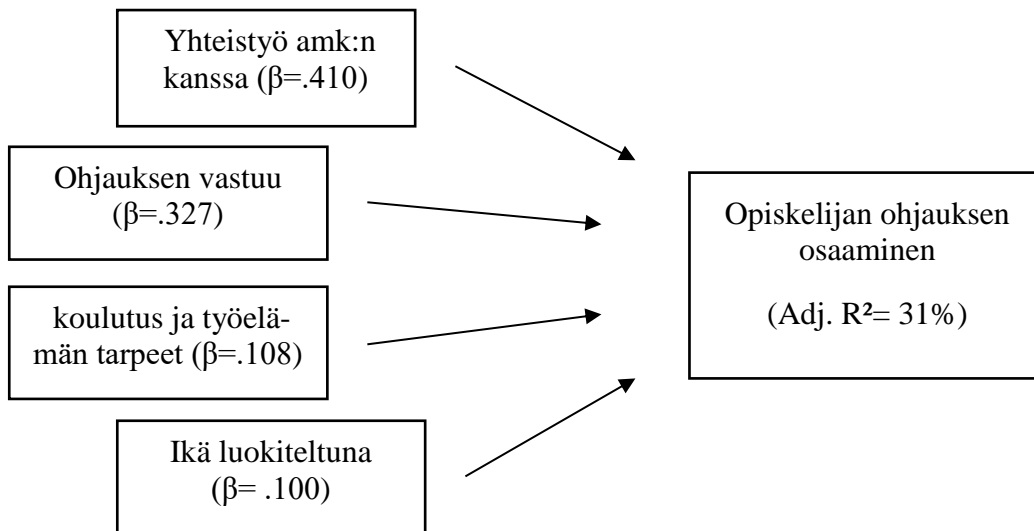 Yhteistyö amk:n
kanssa (β=.410)
Ohjauksen vastuu
(β=.327)
koulutus ja työelä-
män tarpeet (β=.108)
Ikä luokiteltuna
(β= .100)
Opiskelijan ohjauksen
osaaminen
(Adj. R²= 31%)